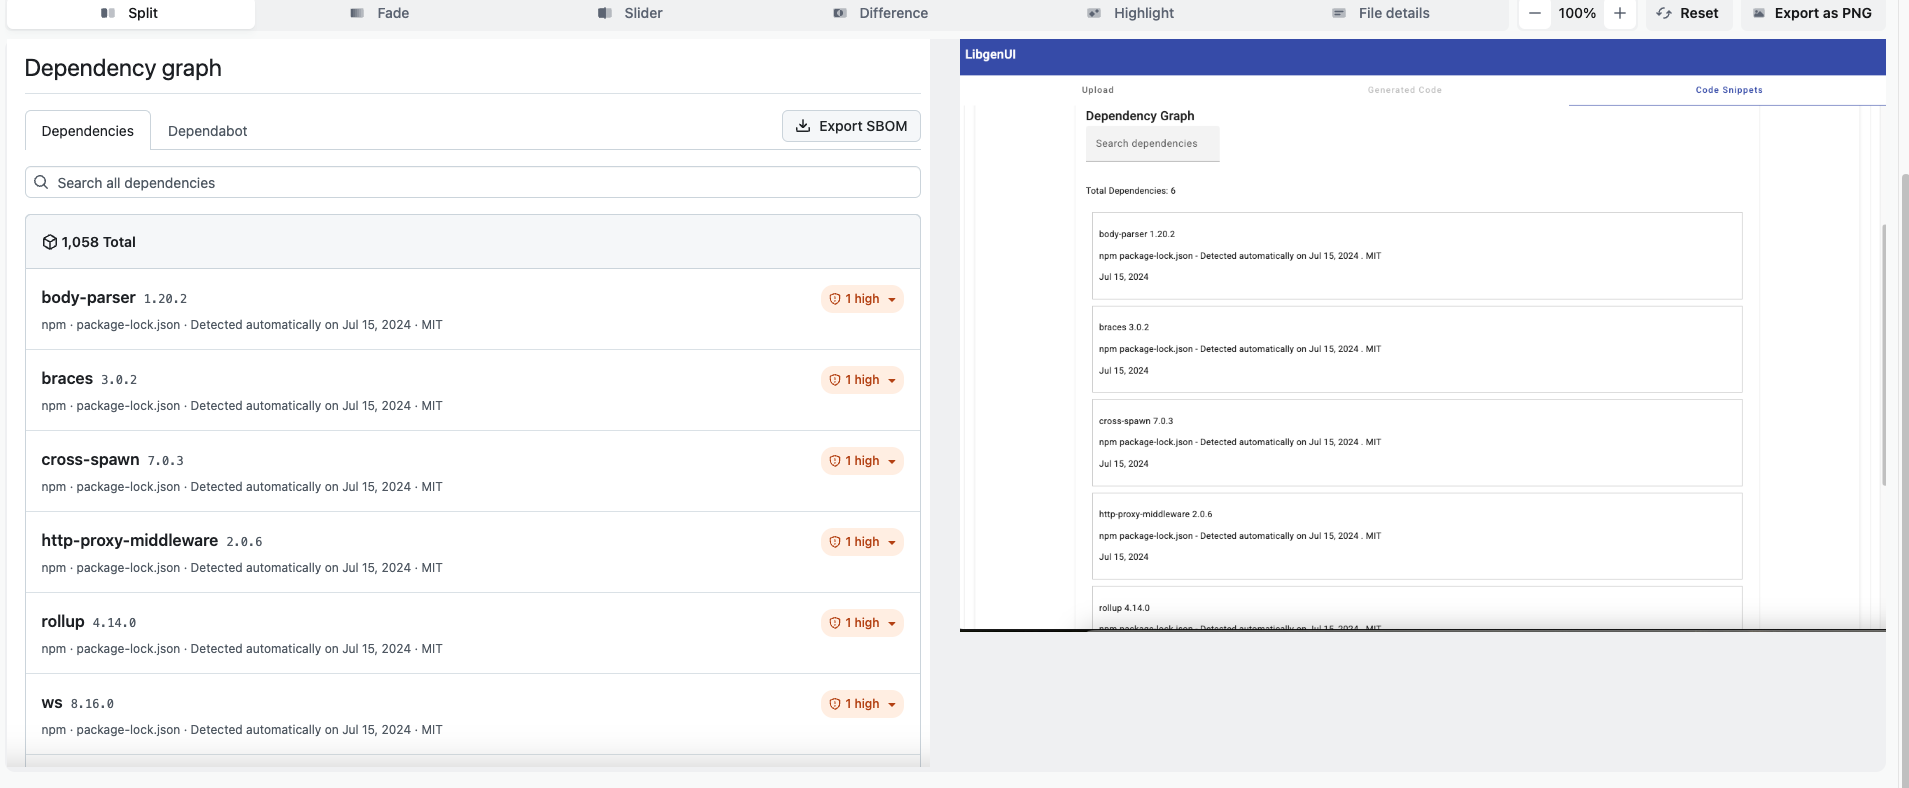 Split
Fade
Slider
Difference
Highlight
File details
100%
Reset
Export as PNG
Dependency graph
Dependencies
Dependabot
Export SBOM
Search all dependencies
1,058 Total
body-parser 1.20.2
1 high
npm · package-lock.json · Detected automatically on Jul 15, 2024 · MIT
braces 3.0.2
1 high
npm · package-lock.json · Detected automatically on Jul 15, 2024 · MIT
cross-spawn 7.0.3
1 high
npm · package-lock.json · Detected automatically on Jul 15, 2024 · MIT
http-proxy-middleware 2.0.6
1 high
npm · package-lock.json · Detected automatically on Jul 15, 2024 · MIT
rollup 4.14.0
1 high
npm · package-lock.json · Detected automatically on Jul 15, 2024 · MIT
ws 8.16.0
1 high
npm · package-lock.json · Detected automatically on Jul 15, 2024 · MIT
LibgenUI
Upload
Generated Code
Code Snippets
Dependency Graph
Search dependencies
Total Dependencies: 6
body-parser 1.20.2
npm package-lock.json - Detected automatically on Jul 15, 2024 . MIT
Jul 15, 2024
braces 3.0.2
npm package-lock.json - Detected automatically on Jul 15, 2024 . MIT
Jul 15, 2024
cross-spawn 7.0.3
npm package-lock.json - Detected automatically on Jul 15, 2024 . MIT
Jul 15, 2024
http-proxy-middleware 2.0.6
npm package-lock.json - Detected automatically on Jul 15, 2024 . MIT
Jul 15, 2024
rollup 4.14.0
npm package-lock.json - Detected automatically on Jul 15, 2024 . MIT